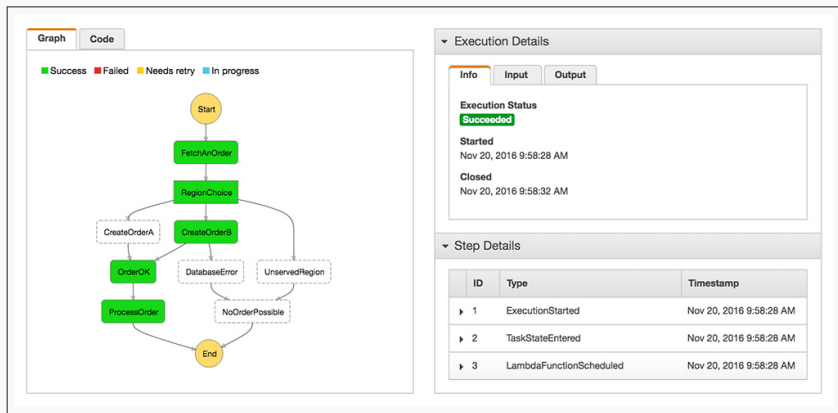 Graph Code
Success Failed Needs retry In progress
Start
FetchAnOrder
RegionChoice
CreateOrderA CreateOrderB
OrderOK DatabaseError UnservedRegion
ProcessOrder NoOrderPossible
End
Execution Details
Info Input Output
Execution Status
Succeeded
Started
Nov 20, 2016 9:58:28 AM
Closed
Nov 20, 2016 9:58:32 AM
Step Details
ID Type Timestamp
1 ExecutionStarted Nov 20, 2016 9:58:28 AM
2 TaskStateEntered Nov 20, 2016 9:58:28 AM
3 LambdaFunctionScheduled Nov 20, 2016 9:58:28 AM